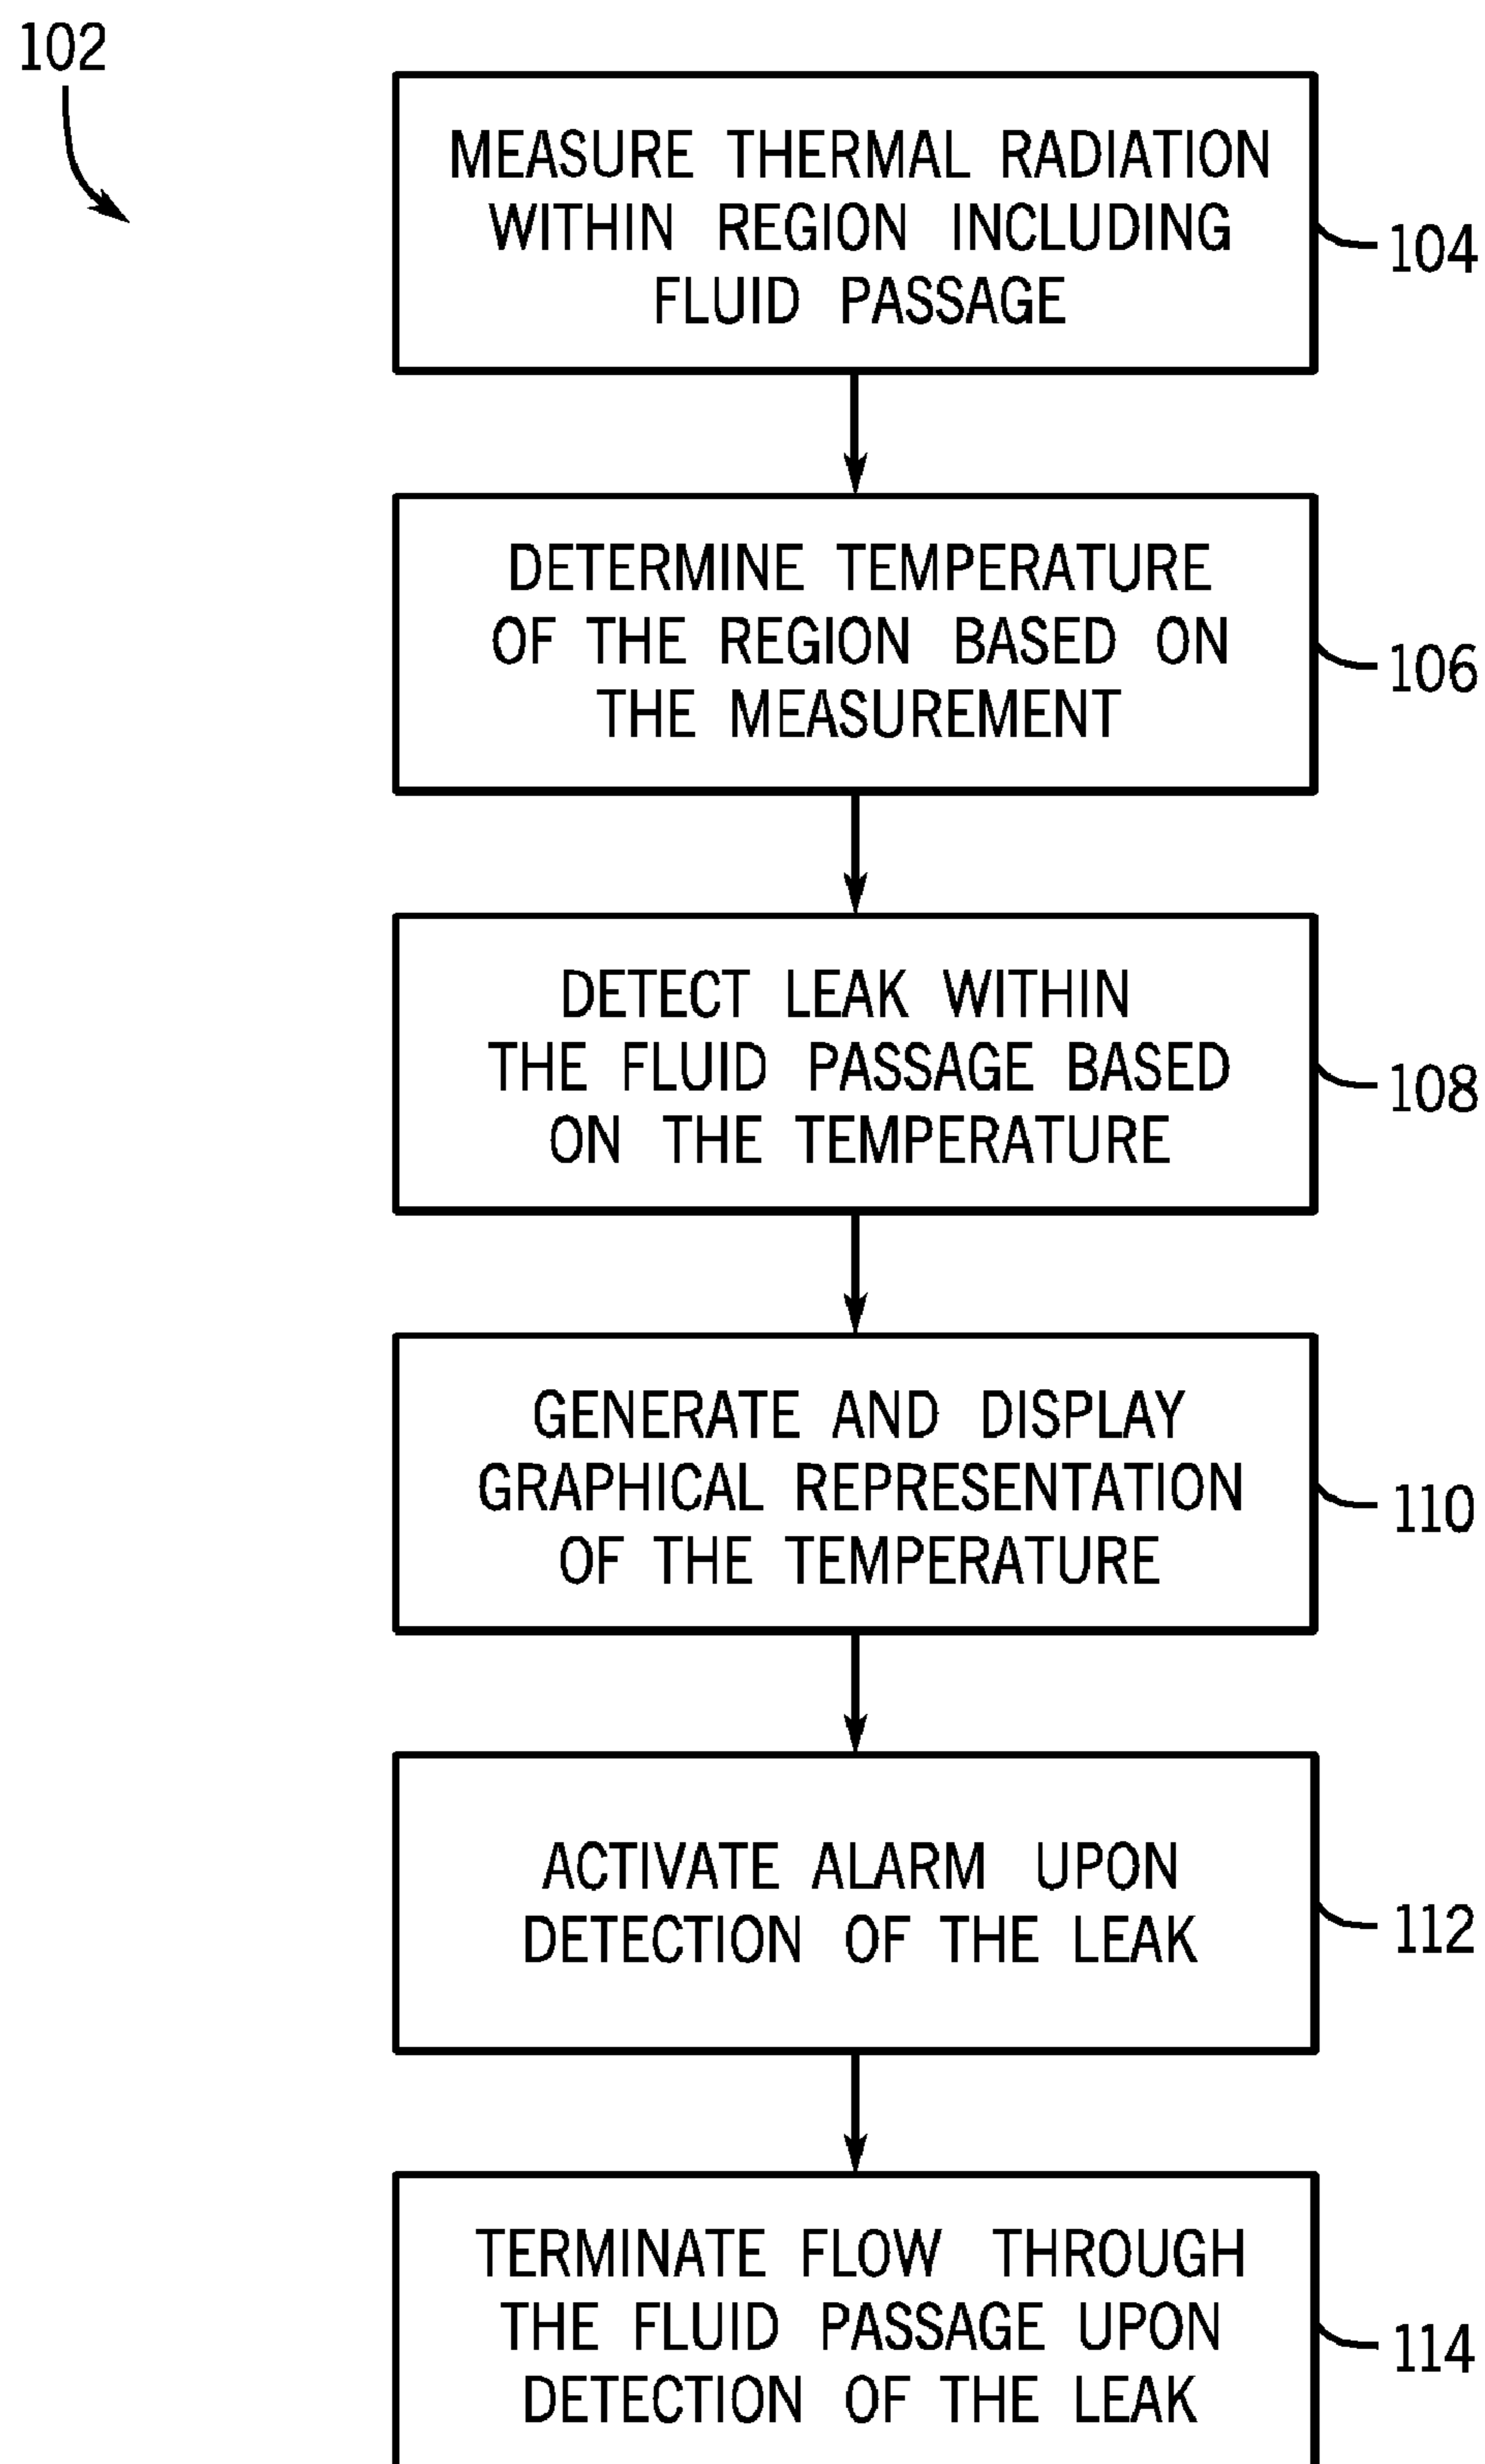 102
MEASURE THERMAL RADIATION
WITHIN REGION INCLUDING
FLUID PASSAGE
104
DETERMINE TEMPERATURE
OF THE REGION BASED ON
THE MEASUREMENT
106
DETECT LEAK WITHIN
THE FLUID PASSAGE BASED
ON THE TEMPERATURE
108
GENERATE AND DISPLAY
GRAPHICAL REPRESENTATION
OF THE TEMPERATURE
110
ACTIVATE ALARM UPON
DETECTION OF THE LEAK
112
TERMINATE FLOW THROUGH
THE FLUID PASSAGE UPON
DETECTION OF THE LEAK
114